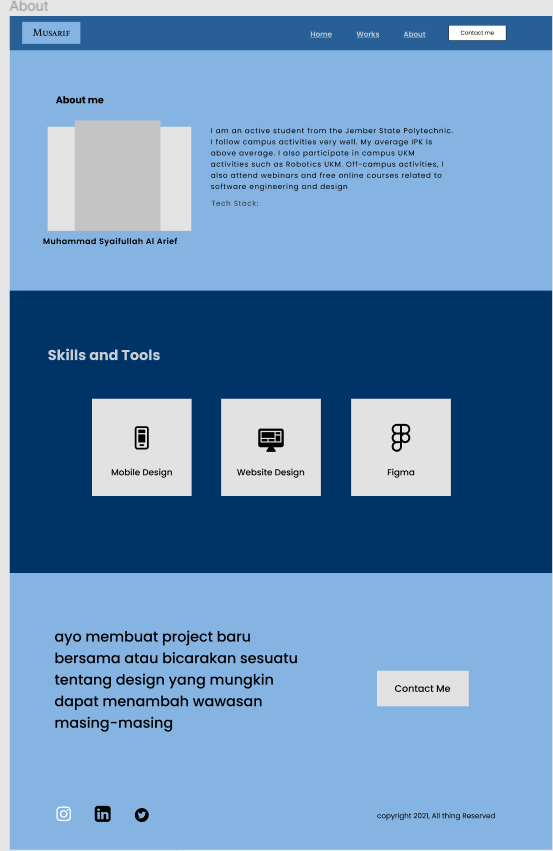 About
MUSARIF
Home
Works
About
Contact me
About me
I am an active student from the Jember State Polytechnic.
I follow campus activities very well. My average IPK is
above average. I also participate in campus UKM
activities such as Robotics UKM. Off-campus activities, I
also attend webinars and free online courses related to
software engineering and design
Tech Stack:
Muhammad Syaifullah Al Arief
Skills and Tools
Mobile Design
Website Design
Figma
ayo membuat project baru
bersama atau bicarakan sesuatu
tentang design yang mungkin
dapat menambah wawasan
masing-masing
Contact Me
copyright 2021, All thing Reserved